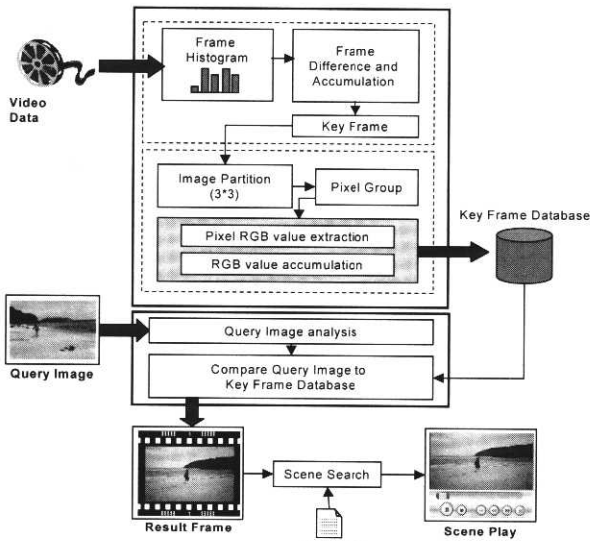 Frame
Histogram
Frame
Difference and
Accumulation
Video
Data
Key Frame
Image Partition
(3*3)
Pixel Group
Key Frame Database
Pixel RGB value extraction
RGB value accumulation
Query Image analysis
Query Image
Compare Query Image to
Key Frame Database
Scene Search
Result Frame
Scene Play